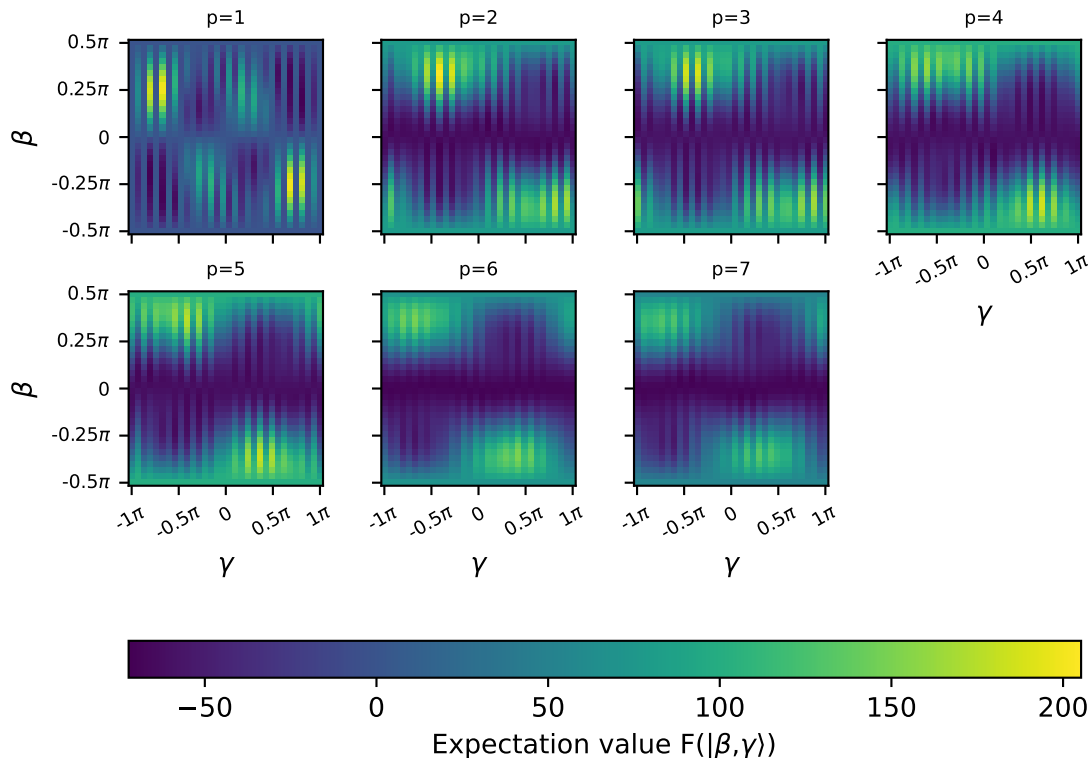 p=1 p=2 p=3 p=4
0.5π
0.25π
0
-0.25π
-0.5π
β
-1π -0.5π 0 0.5π 1π
γ
p=5 p=6 p=7
0.5π
0.25π
0
-0.25π
-0.5π
β
-1π -0.5π 0 0.5π 1π -1π -0.5π 0 0.5π 1π -1π -0.5π 0 0.5π 1π
γ γ γ
−50 0 50 100 150 200
Expectation value F(|β,γ⟩)